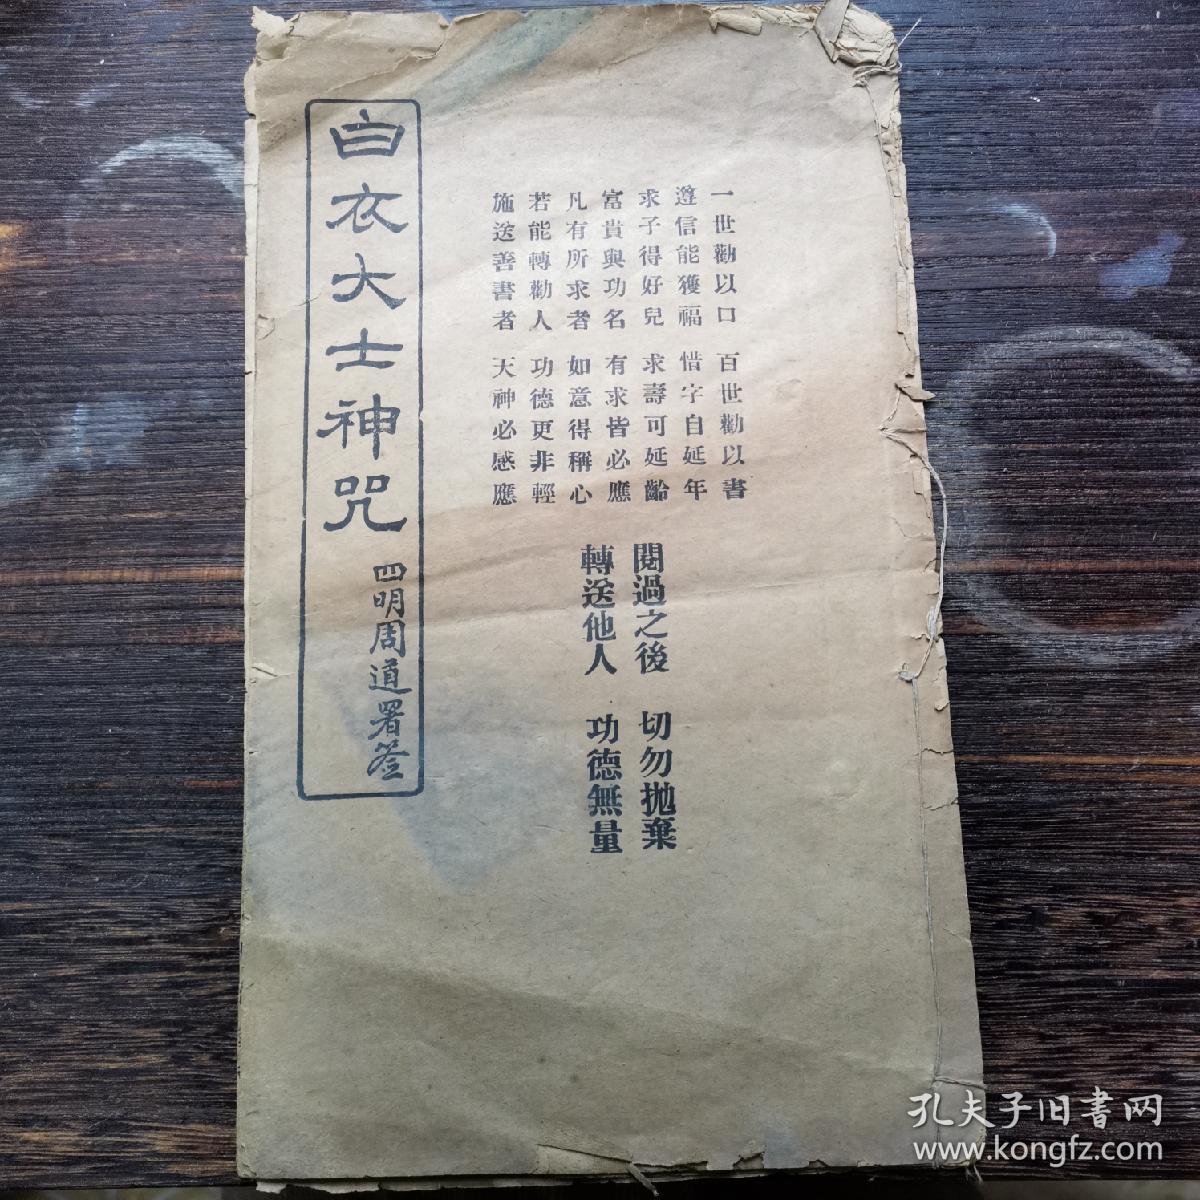 一世勸以口 百世勸以書
遵信能獲福 惜字自延年
求子得好兒 求壽可延齡
富貴與功名 有求皆必應
凡有所求者 如意得稱心
若能轉勸人 功德更非輕
施送善書者 天神必感應
閱過之後 切勿拋棄
轉送他人 功德無量
白衣大士神咒
四明周道署签
孔夫子旧书网
www.kongfz.com